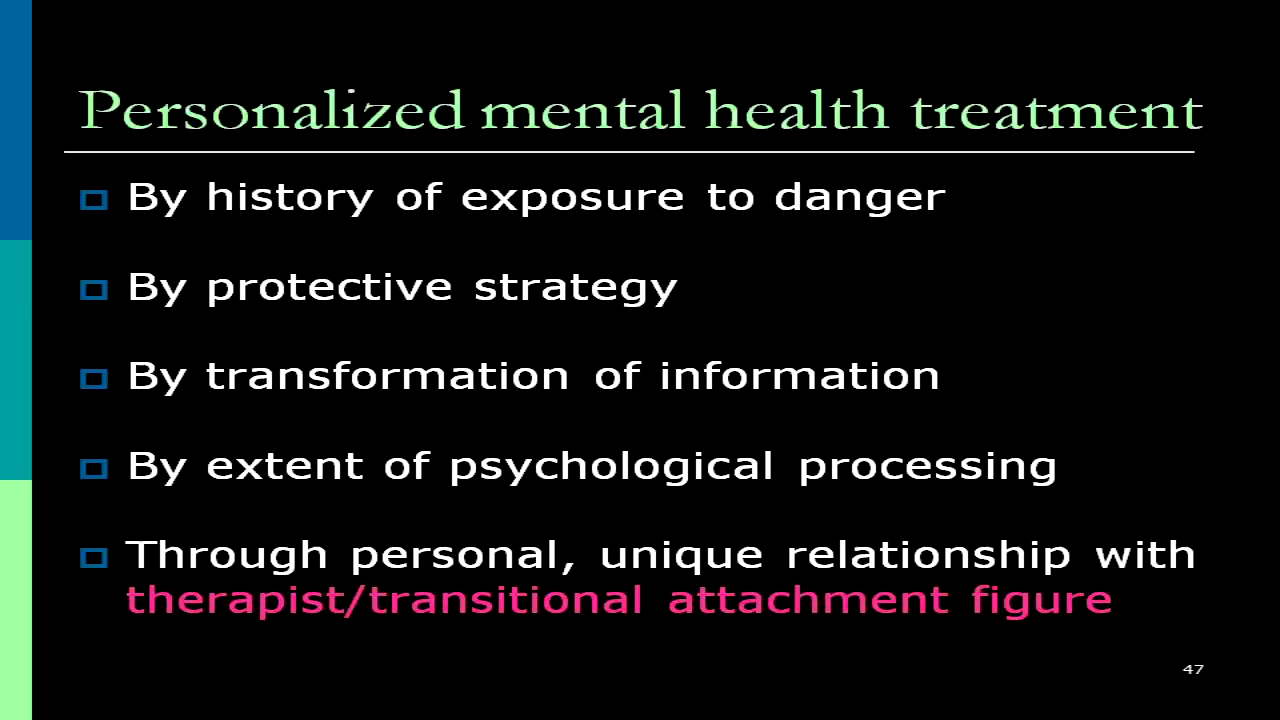 Personalized mental health treatment
By history of exposure to danger
By protective strategy
By transformation of information
By extent of psychological processing
Through personal, unique relationship with
therapist/transitional attachment figure
47